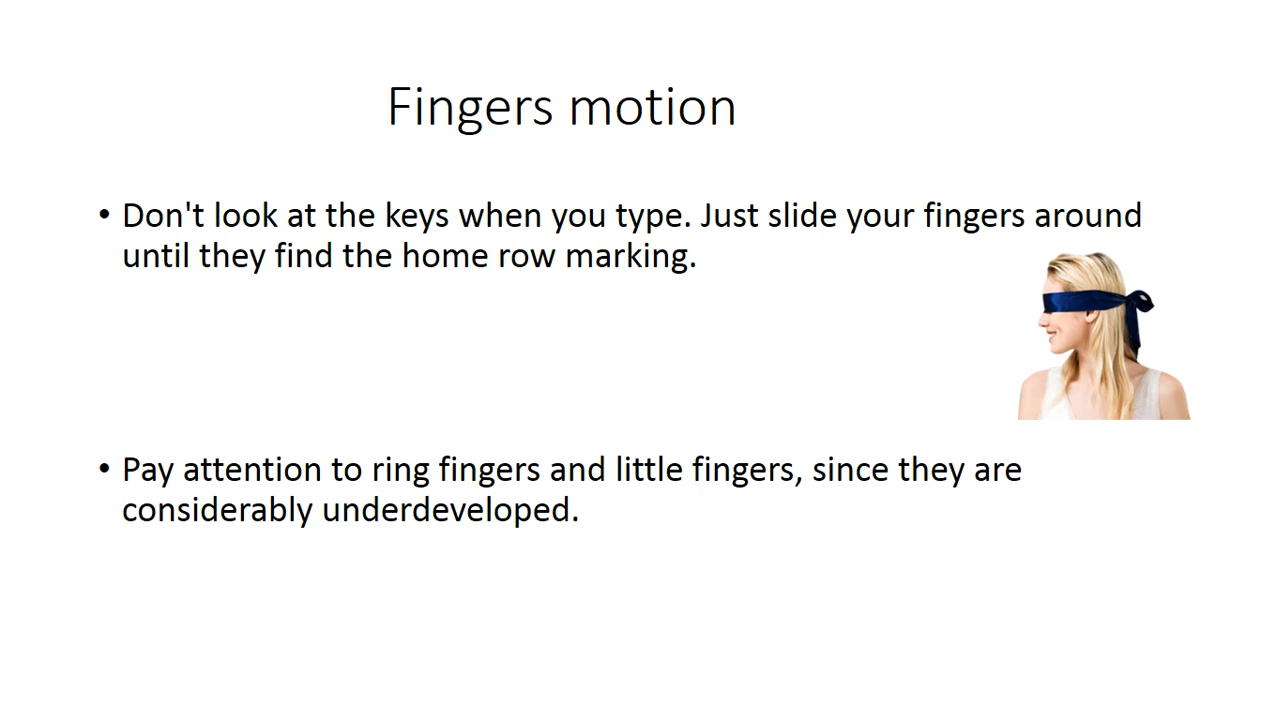 Fingers motion
• Don't look at the keys when you type. Just slide your fingers around
until they find the home row marking.
• Pay attention to ring fingers and little fingers, since they are
considerably underdeveloped.